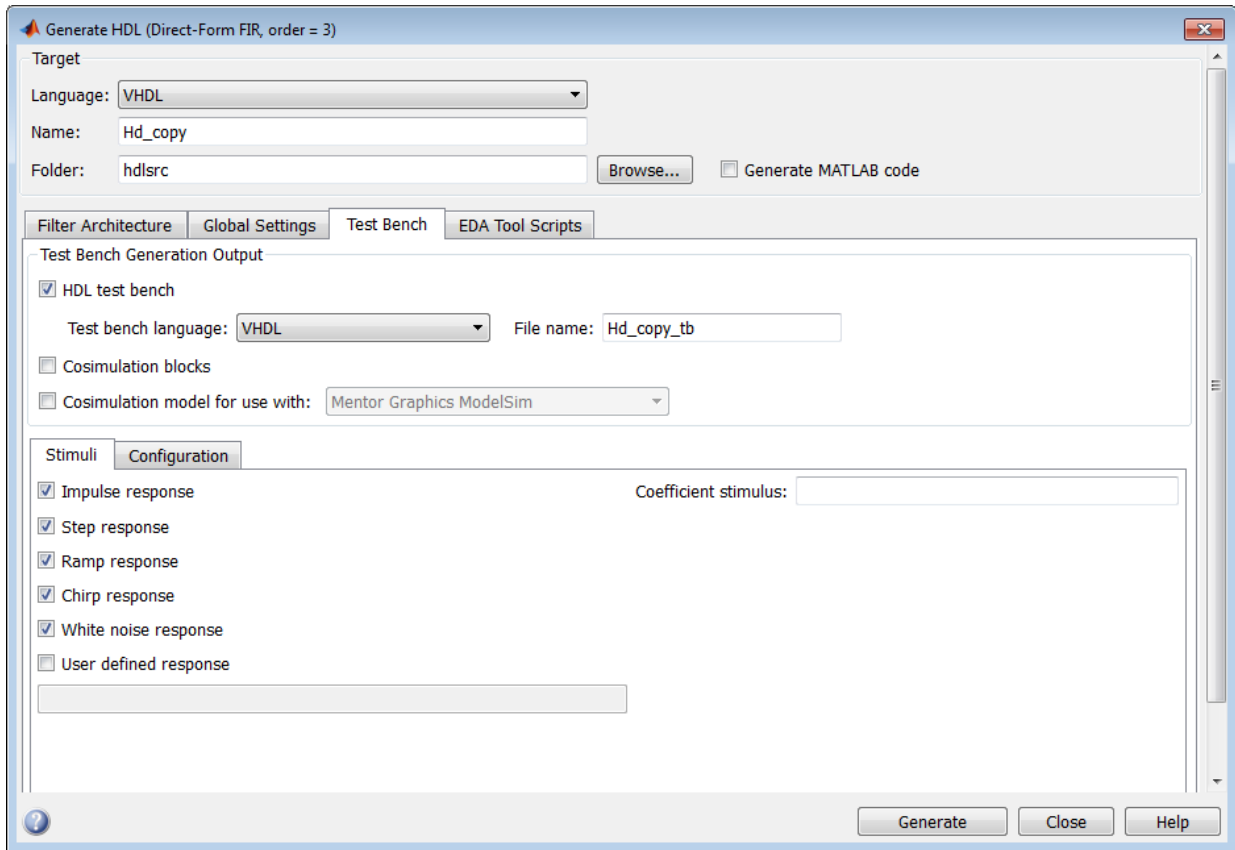 Generate HDL (Direct-Form FIR, order = 3)
Target
Language: VHDL
Name: Hd_copy
Folder: hdlsrc Browse... Generate MATLAB code
Filter Architecture Global Settings Test Bench EDA Tool Scripts
Test Bench Generation Output
HDL test bench
Test bench language: VHDL File name: Hd_copy_tb
Cosimulation blocks
Cosimulation model for use with: Mentor Graphics ModelSim
Stimuli Configuration
Impulse response Coefficient stimulus:
Step response
Ramp response
Chirp response
White noise response
User defined response
? Generate Close Help